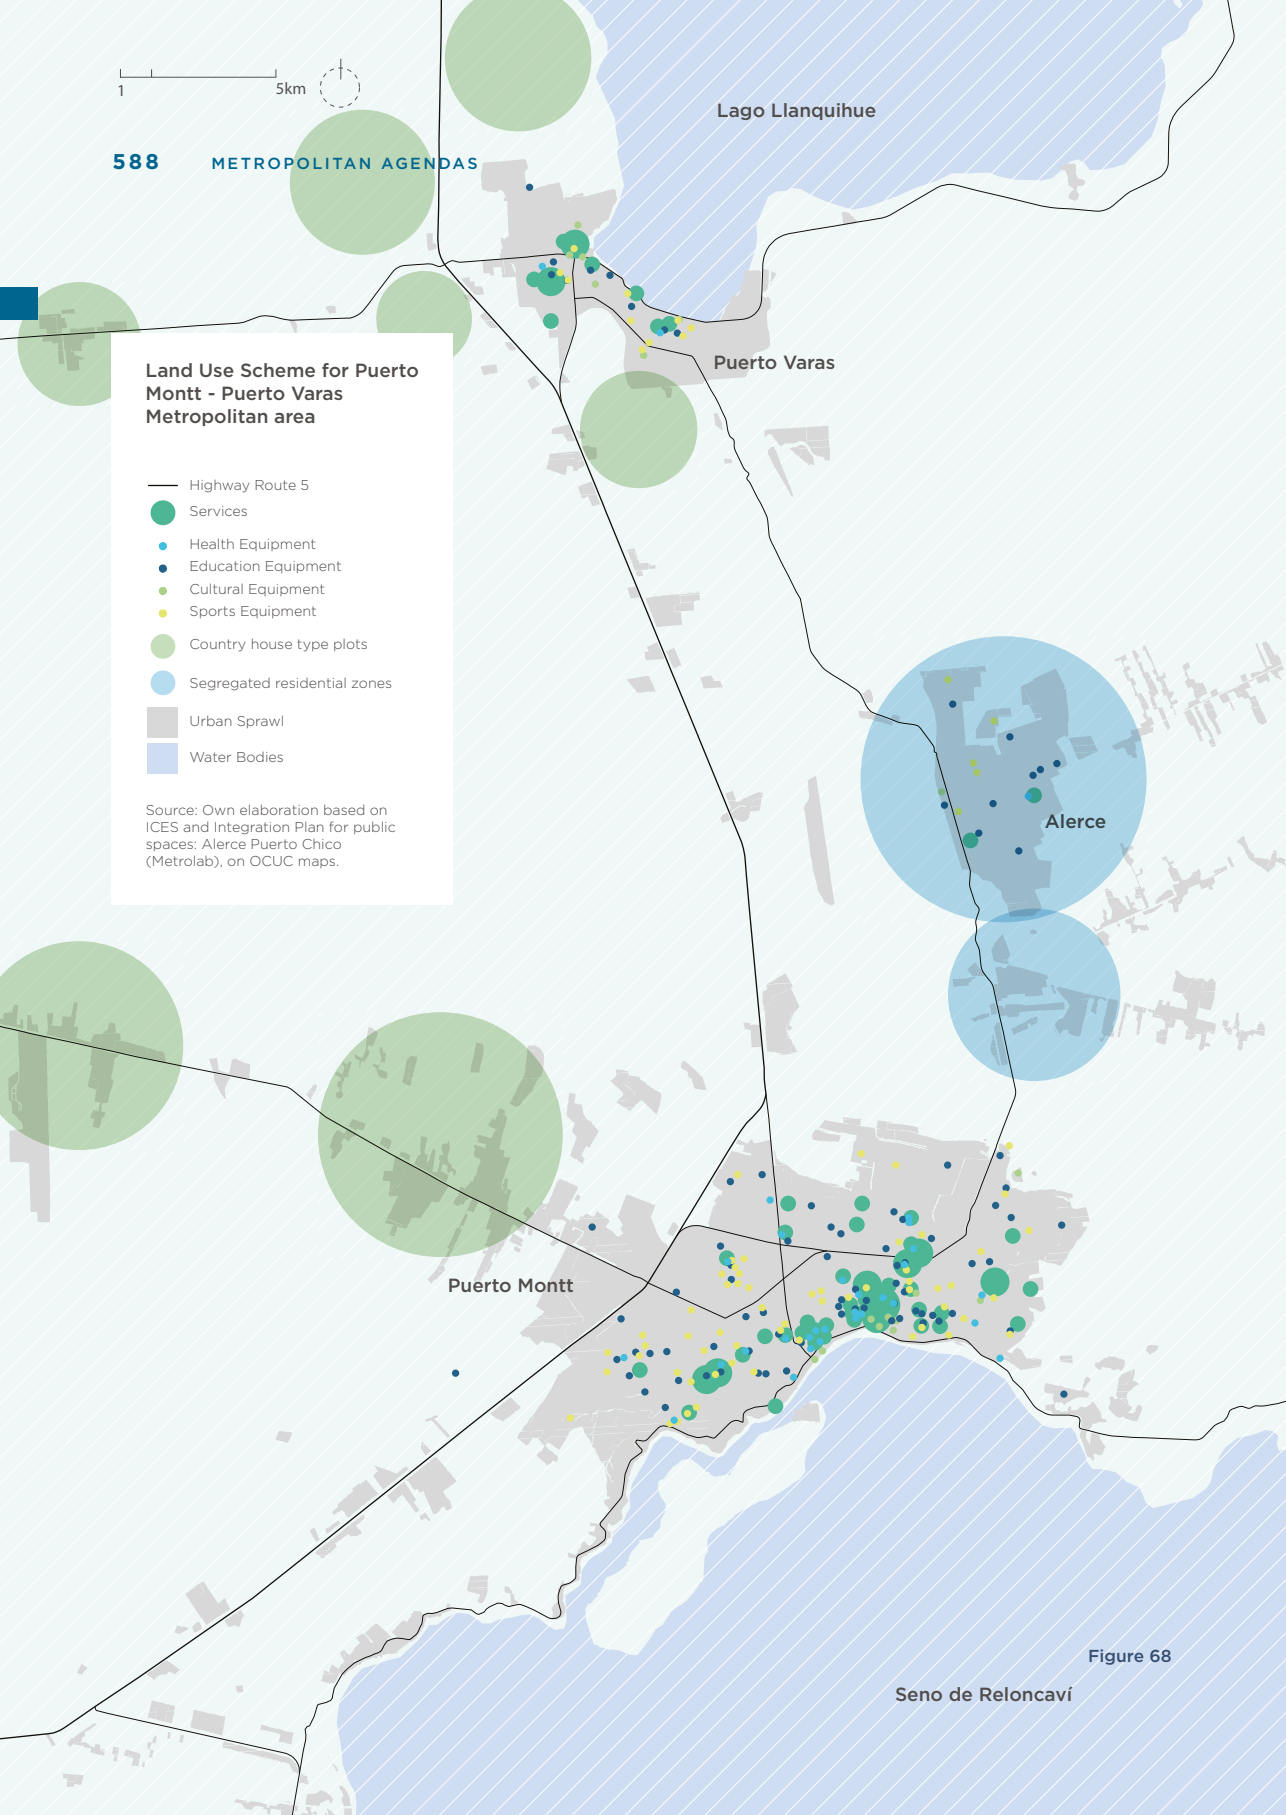 1
5km
Lago Llanquihue
588 METROPOLITAN AGENDAS
Puerto Varas
Land Use Scheme for Puerto
Montt - Puerto Varas
Metropolitan area
Highway Route 5
Services
Health Equipment
Education Equipment
Cultural Equipment
Sports Equipment
Country house type plots
Segregated residential zones
Urban Sprawl
Water Bodies
Source: Own elaboration based on
ICES and Integration Plan for public
spaces: Alerce Puerto Chico
(Metrolab), on OCUC maps.
Alerce
Puerto Montt
Figure 68
Seno de Reloncaví